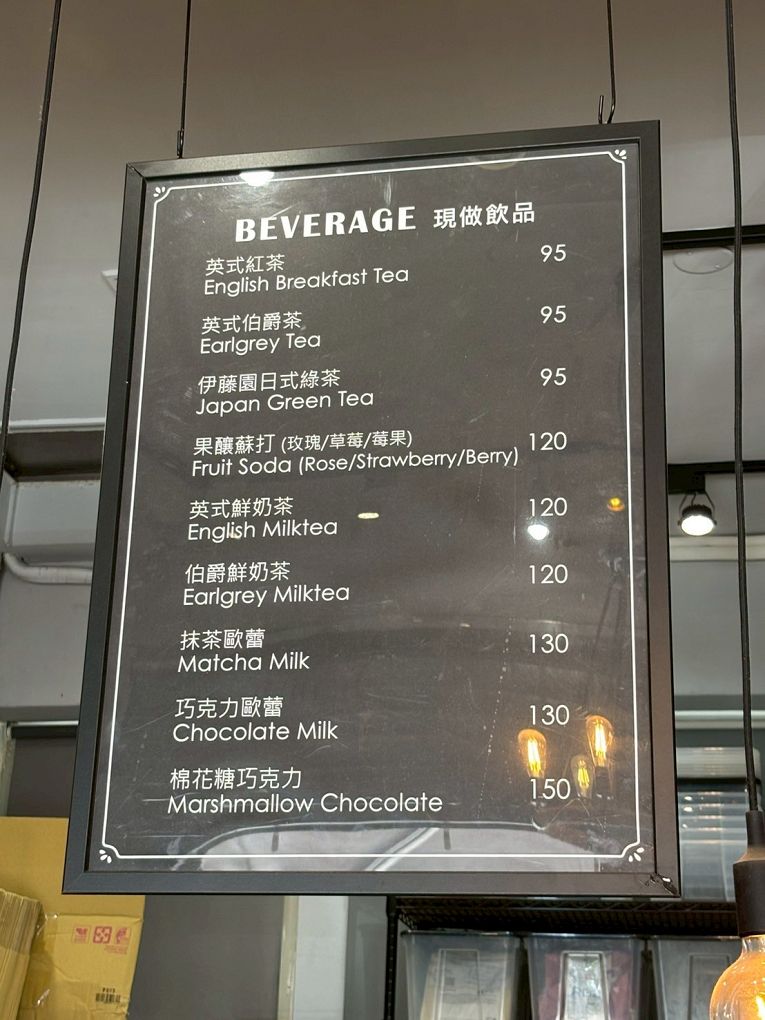 BEVERAGE 現做飲品
英式紅茶 95
English Breakfast Tea
英式伯爵茶 95
Earlgrey Tea
伊藤園日式綠茶 95
Japan Green Tea
果釀蘇打 (玫瑰/草莓/莓果) 120
Fruit Soda (Rose/Strawberry/Berry)
英式鮮奶茶 120
English Milktea
伯爵鮮奶茶 120
Earlgrey Milktea
抹茶歐蕾 130
Matcha Milk
巧克力歐蕾 130
Chocolate Milk
棉花糖巧克力 150
Marshmallow Chocolate